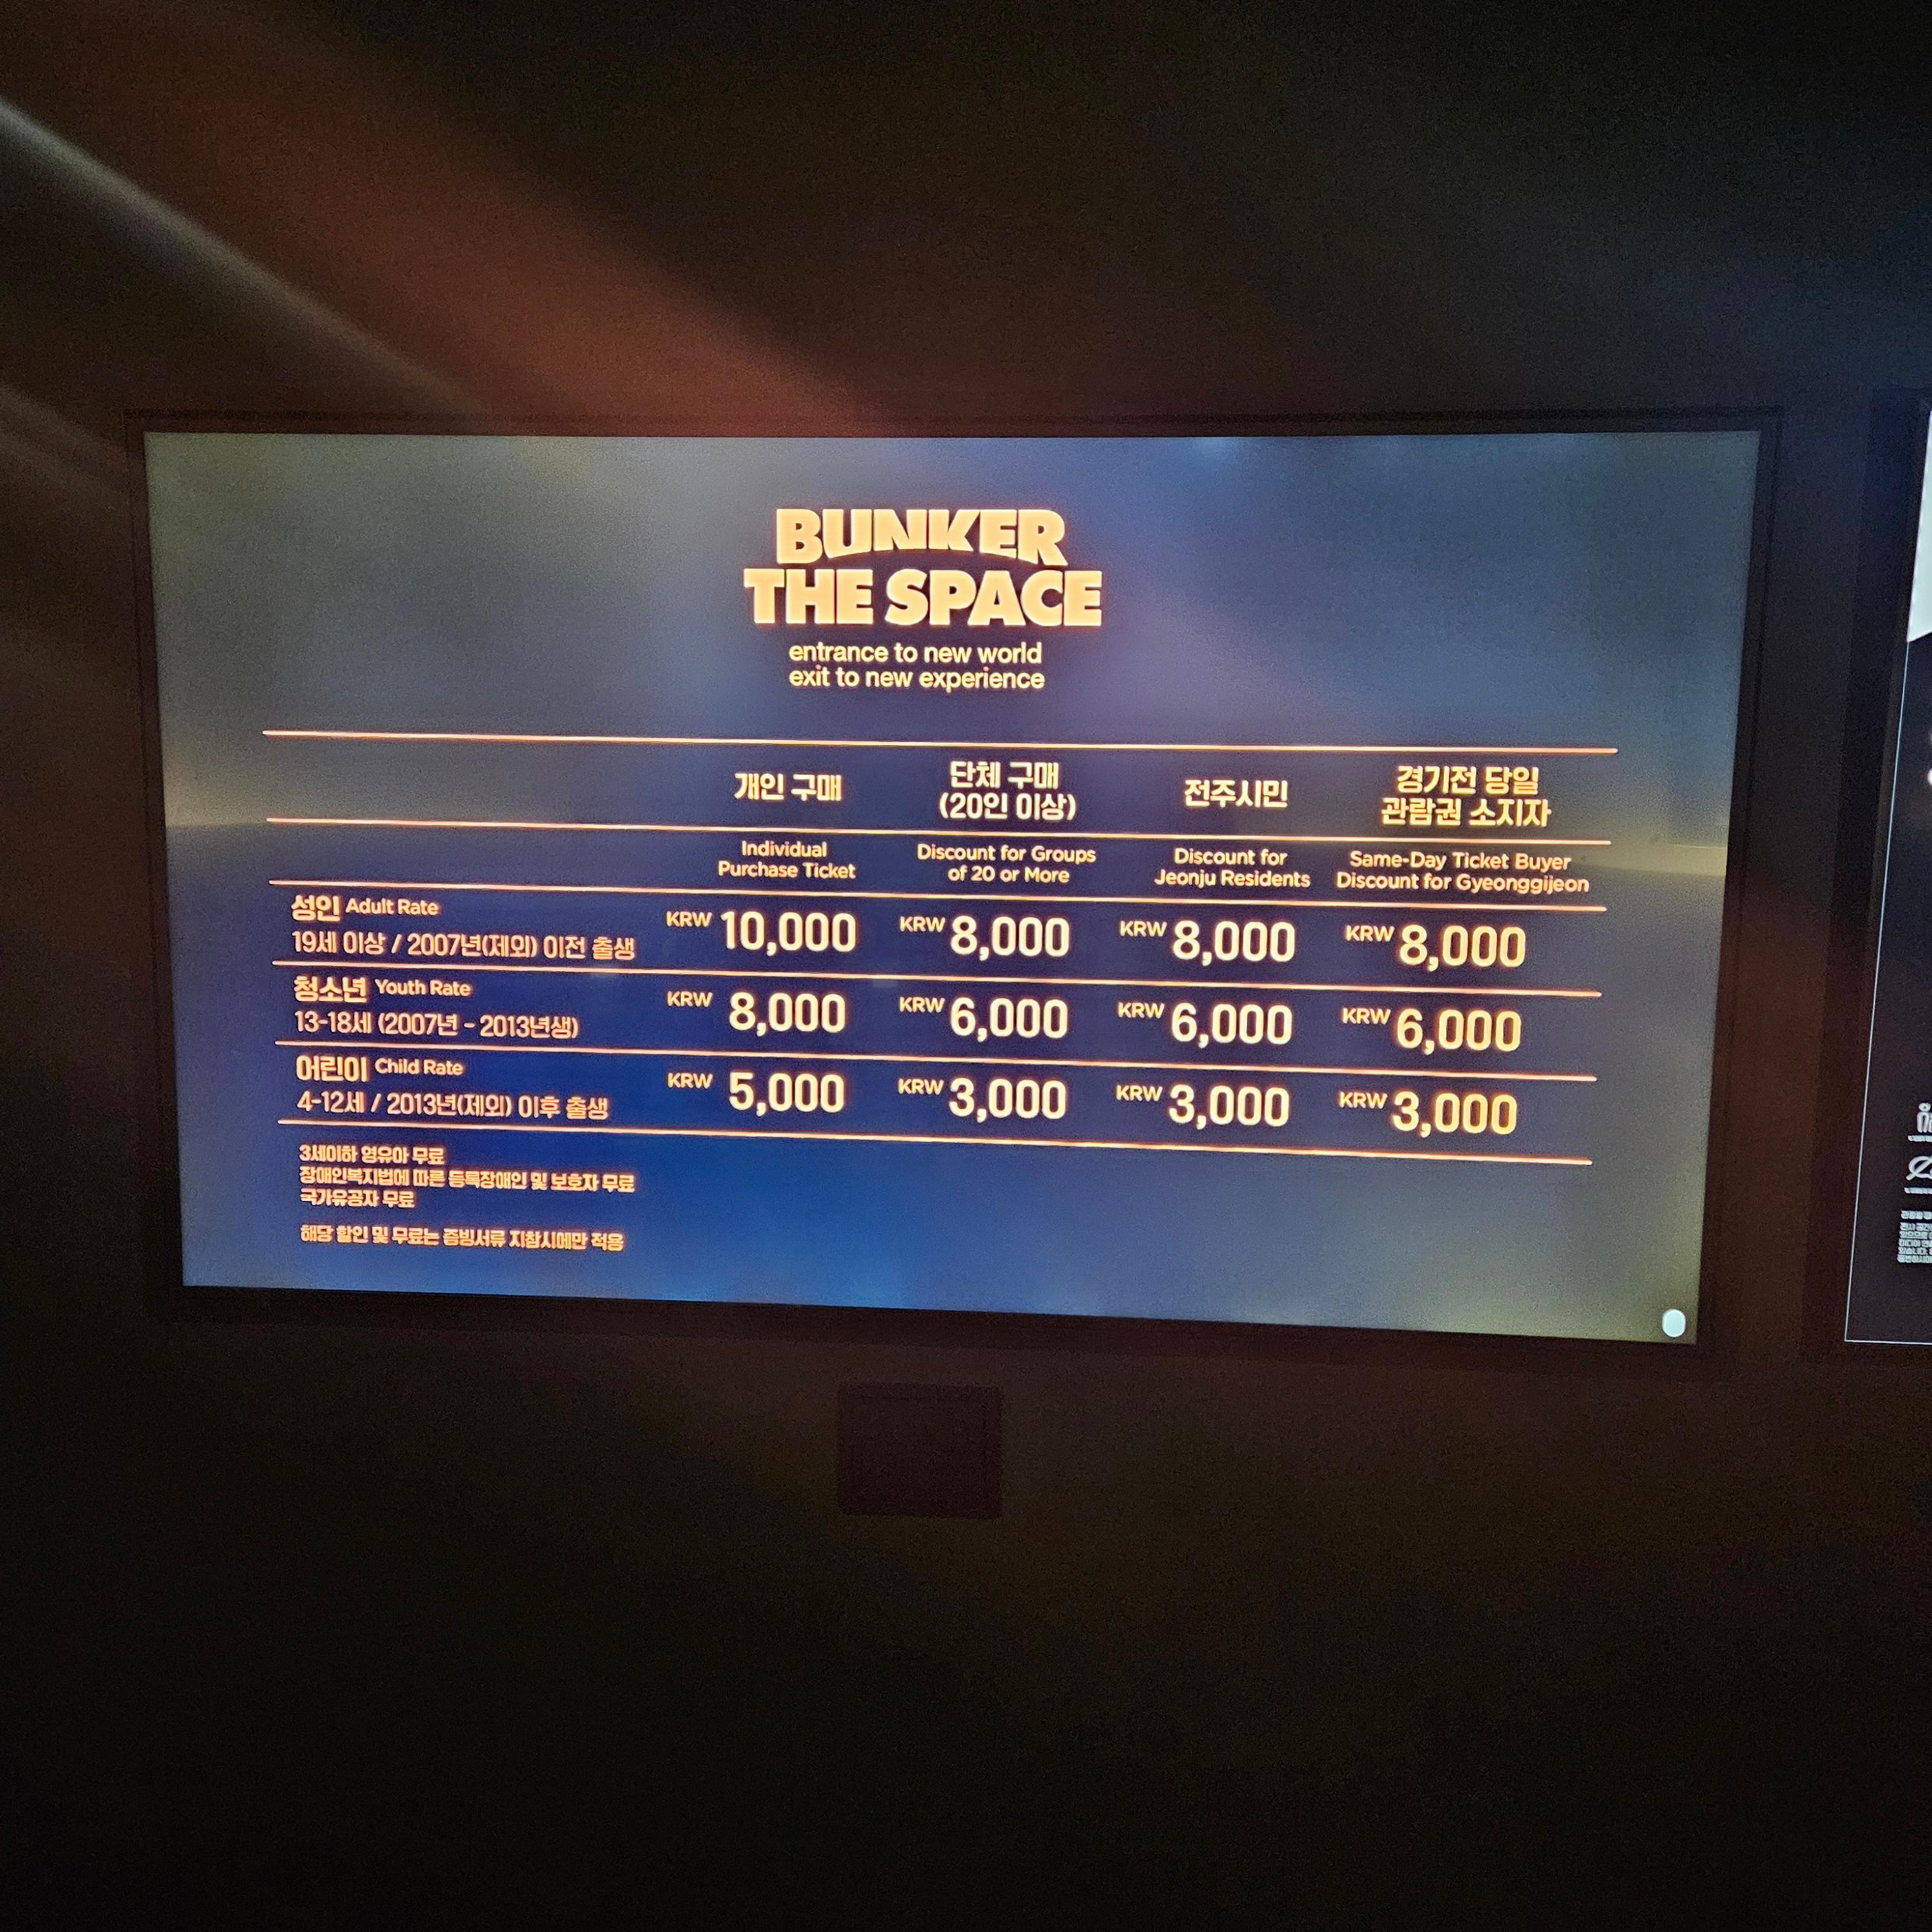 BUNKER
THE SPACE
entrance to new world
exit to new experience
개인 구매
단체 구매
(20인 이상)
전주시민
경기전 당일
관람권 소지자
Individual
Purchase Ticket
Discount for Groups
of 20 or More
Discount for
Jeonju Residents
Same-Day Ticket Buyer
Discount for Gyeonggijeon
성인 Adult Rate
19세 이상 / 2007년(제외) 이전 출생
KRW 10,000
KRW 8,000
KRW 8,000
KRW 8,000
청소년 Youth Rate
13-18세 (2007년 - 2013년생)
KRW 8,000
KRW 6,000
KRW 6,000
KRW 6,000
어린이 Child Rate
4-12세 / 2013년(제외) 이후 출생
KRW 5,000
KRW 3,000
KRW 3,000
KRW 3,000
3세이하 영유아 무료
장애인복지법에 따른 등록장애인 및 보호자 무료
국가유공자 무료
해당 할인 및 무료는 증빙서류 지참시에만 적용